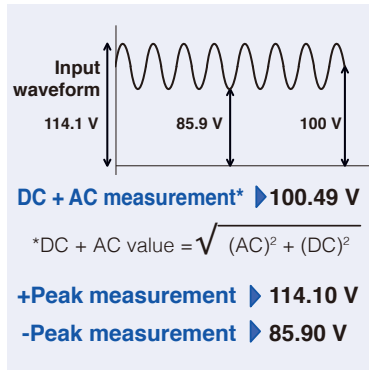 Input
waveform
114.1 V
85.9 V
100 V
DC + AC measurement* 100.49 V
*DC + AC value = √ (AC)² + (DC)²
+Peak measurement 114.10 V
-Peak measurement 85.90 V